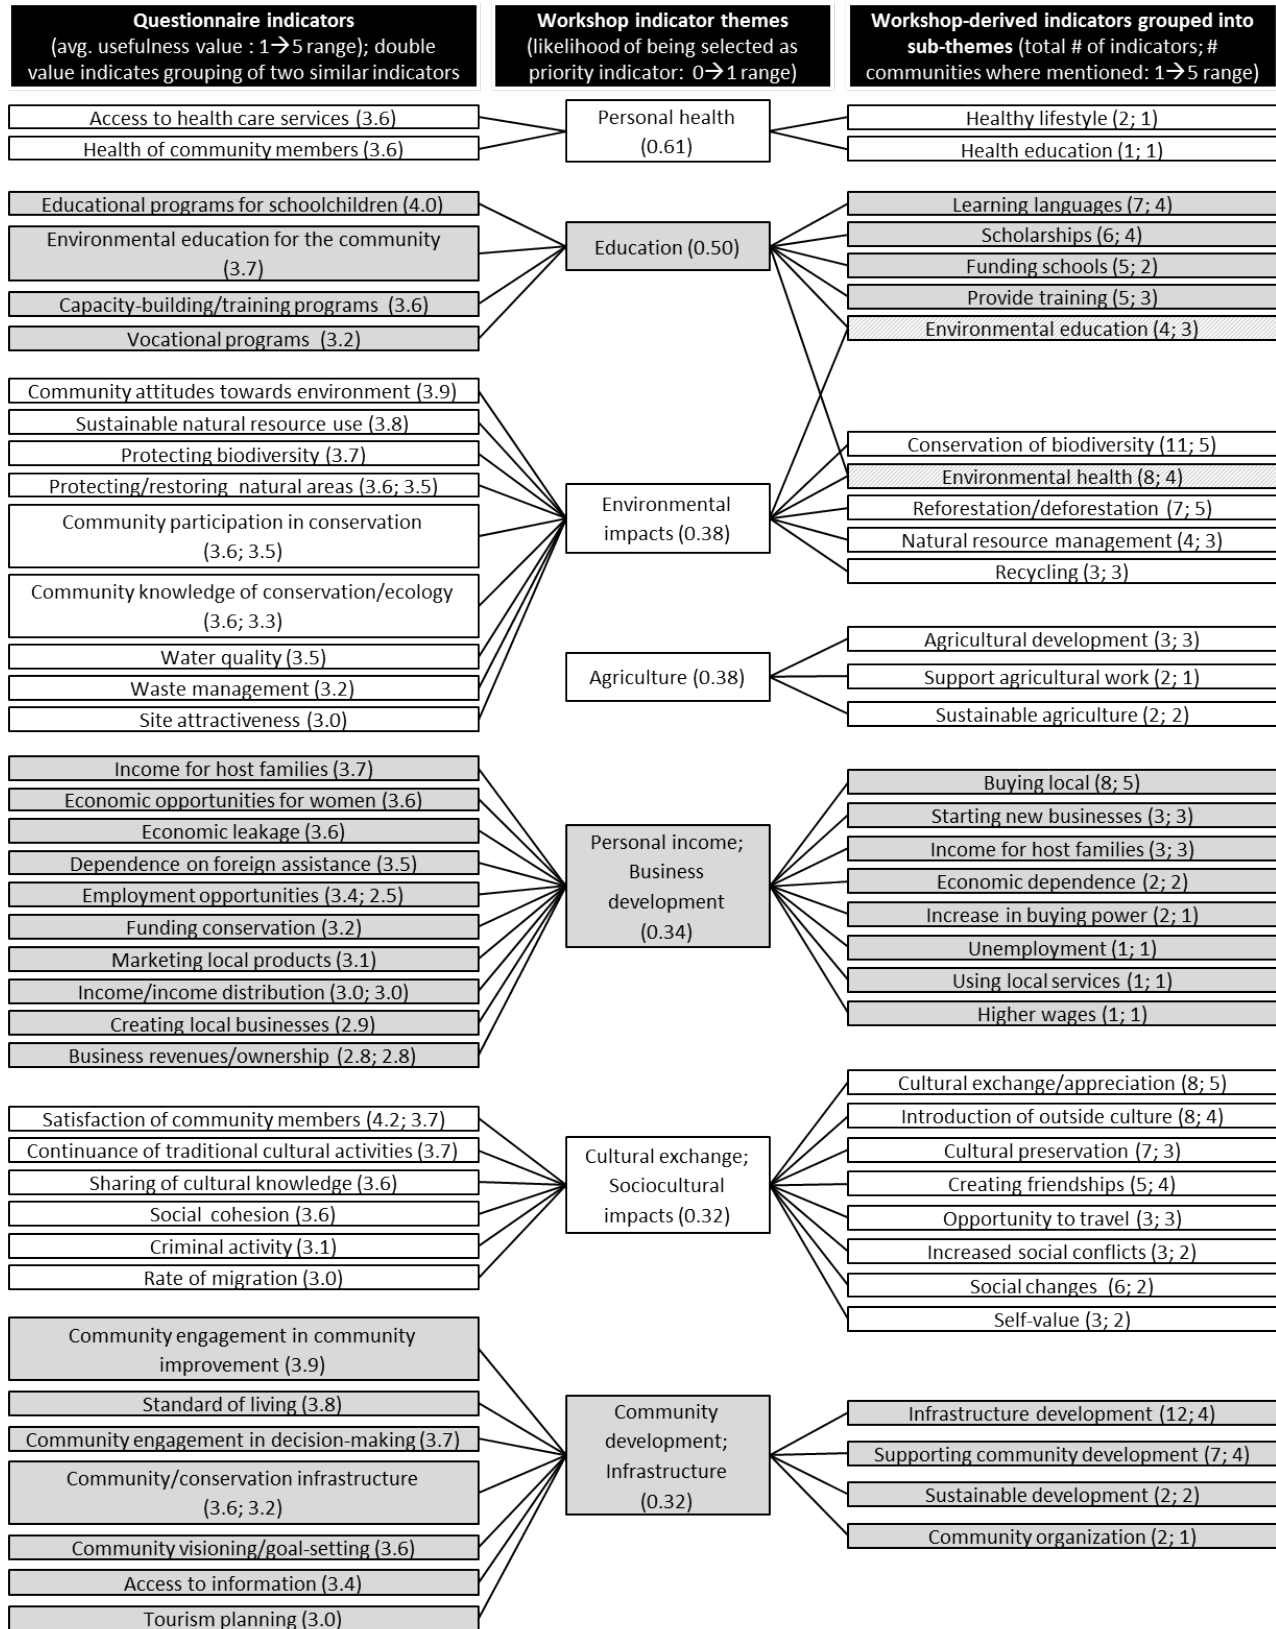 Questionnaire indicators
(avg. usefulness value : 1→5 range); double
value indicates grouping of two similar indicators
Workshop indicator themes
(likelihood of being selected as
priority indicator: 0→1 range)
Workshop-derived indicators grouped into
sub-themes (total # of indicators; #
communities where mentioned: 1→5 range)
Access to health care services (3.6)
Health of community members (3.6)
Personal health
(0.61)
Healthy lifestyle (2; 1)
Health education (1; 1)
Educational programs for schoolchildren (4.0)
Environmental education for the community
(3.7)
Capacity-building/training programs (3.6)
Vocational programs (3.2)
Education (0.50)
Learning languages (7; 4)
Scholarships (6; 4)
Funding schools (5; 2)
Provide training (5; 3)
Environmental education (4; 3)
Community attitudes towards environment (3.9)
Sustainable natural resource use (3.8)
Protecting biodiversity (3.7)
Protecting/restoring natural areas (3.6; 3.5)
Community participation in conservation
(3.6; 3.5)
Community knowledge of conservation/ecology
(3.6; 3.3)
Water quality (3.5)
Waste management (3.2)
Site attractiveness (3.0)
Environmental
impacts (0.38)
Conservation of biodiversity (11; 5)
Environmental health (8; 4)
Reforestation/deforestation (7; 5)
Natural resource management (4; 3)
Recycling (3; 3)
Agriculture (0.38)
Agricultural development (3; 3)
Support agricultural work (2; 1)
Sustainable agriculture (2; 2)
Income for host families (3.7)
Economic opportunities for women (3.6)
Economic leakage (3.6)
Dependence on foreign assistance (3.5)
Employment opportunities (3.4; 2.5)
Funding conservation (3.2)
Marketing local products (3.1)
Income/income distribution (3.0; 3.0)
Creating local businesses (2.9)
Business revenues/ownership (2.8; 2.8)
Personal income;
Business
development
(0.34)
Buying local (8; 5)
Starting new businesses (3; 3)
Income for host families (3; 3)
Economic dependence (2; 2)
Increase in buying power (2; 1)
Unemployment (1; 1)
Using local services (1; 1)
Higher wages (1; 1)
Satisfaction of community members (4.2; 3.7)
Continuance of traditional cultural activities (3.7)
Sharing of cultural knowledge (3.6)
Social cohesion (3.6)
Criminal activity (3.1)
Rate of migration (3.0)
Cultural exchange;
Sociocultural
impacts (0.32)
Cultural exchange/appreciation (8; 5)
Introduction of outside culture (8; 4)
Cultural preservation (7; 3)
Creating friendships (5; 4)
Opportunity to travel (3; 3)
Increased social conflicts (3; 2)
Social changes (6; 2)
Self-value (3; 2)
Community engagement in community
improvement (3.9)
Standard of living (3.8)
Community engagement in decision-making (3.7)
Community/conservation infrastructure
(3.6; 3.2)
Community visioning/goal-setting (3.6)
Access to information (3.4)
Tourism planning (3.0)
Community
development;
Infrastructure
(0.32)
Infrastructure development (12; 4)
Supporting community development (7; 4)
Sustainable development (2; 2)
Community organization (2; 1)